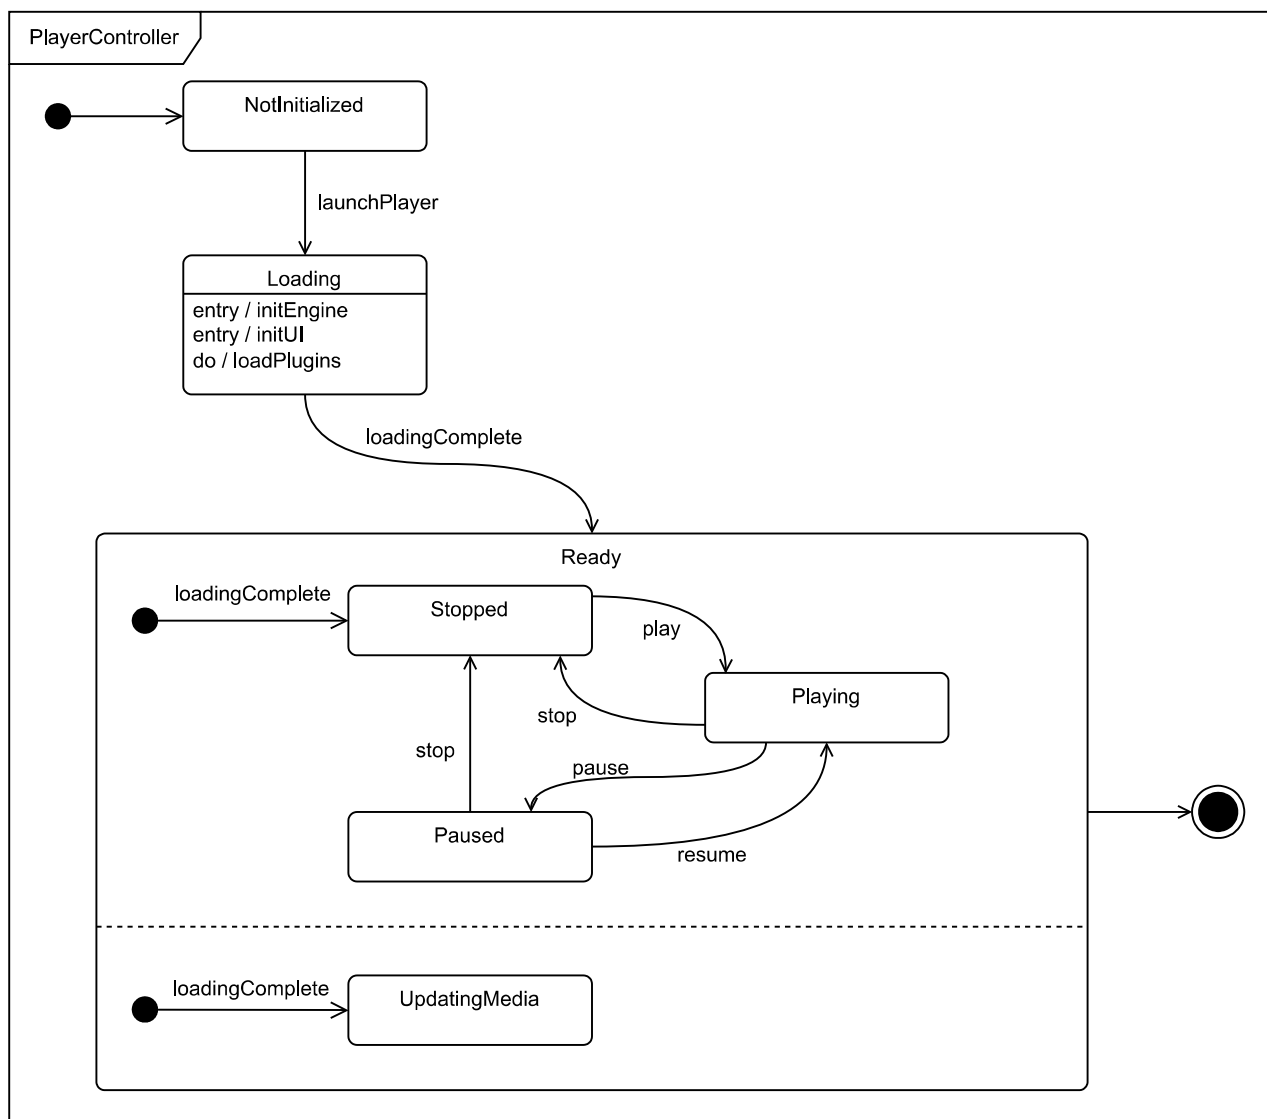 PlayerController
NotInitialized
launchPlayer
Loading
entry / initEngine
entry / initUI
do / loadPlugins
loadingComplete
Ready
loadingComplete
Stopped
play
Playing
stop
stop
pause
Paused
resume
loadingComplete
UpdatingMedia